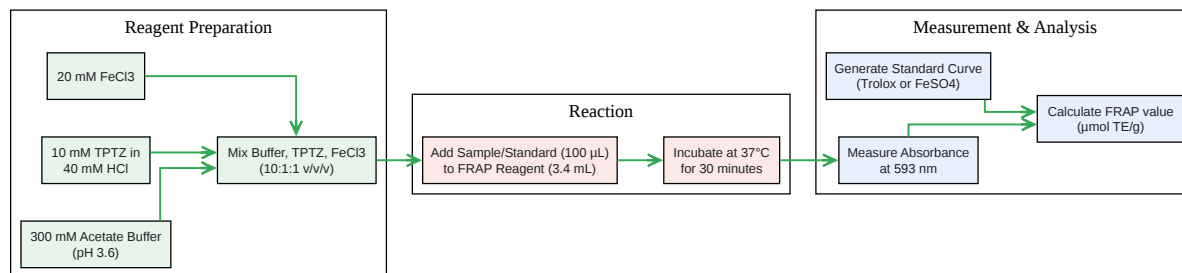 Reagent Preparation
20 mM FeCl3
10 mM TPTZ in
40 mM HCl
300 mM Acetate Buffer
(pH 3.6)
Mix Buffer, TPTZ, FeCl3
(10:1:1 v/v/v)
Reaction
Add Sample/Standard (100 µL)
to FRAP Reagent (3.4 mL)
Incubate at 37°C
for 30 minutes
Measurement & Analysis
Generate Standard Curve
(Trolox or FeSO4)
Measure Absorbance
at 593 nm
Calculate FRAP value
(µmol TE/g)